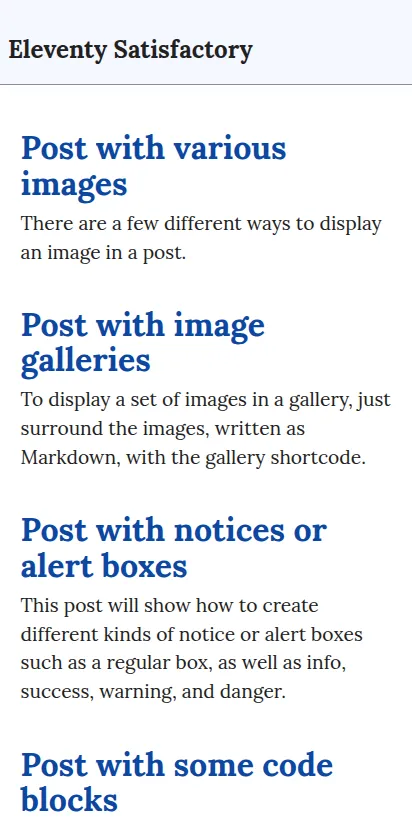 Eleventy Satisfactory
Post with various
images
There are a few different ways to display
an image in a post.
Post with image
galleries
To display a set of images in a gallery, just
surround the images, written as
Markdown, with the gallery shortcode.
Post with notices or
alert boxes
This post will show how to create
different kinds of notice or alert boxes
such as a regular box, as well as info,
success, warning, and danger.
Post with some code
blocks